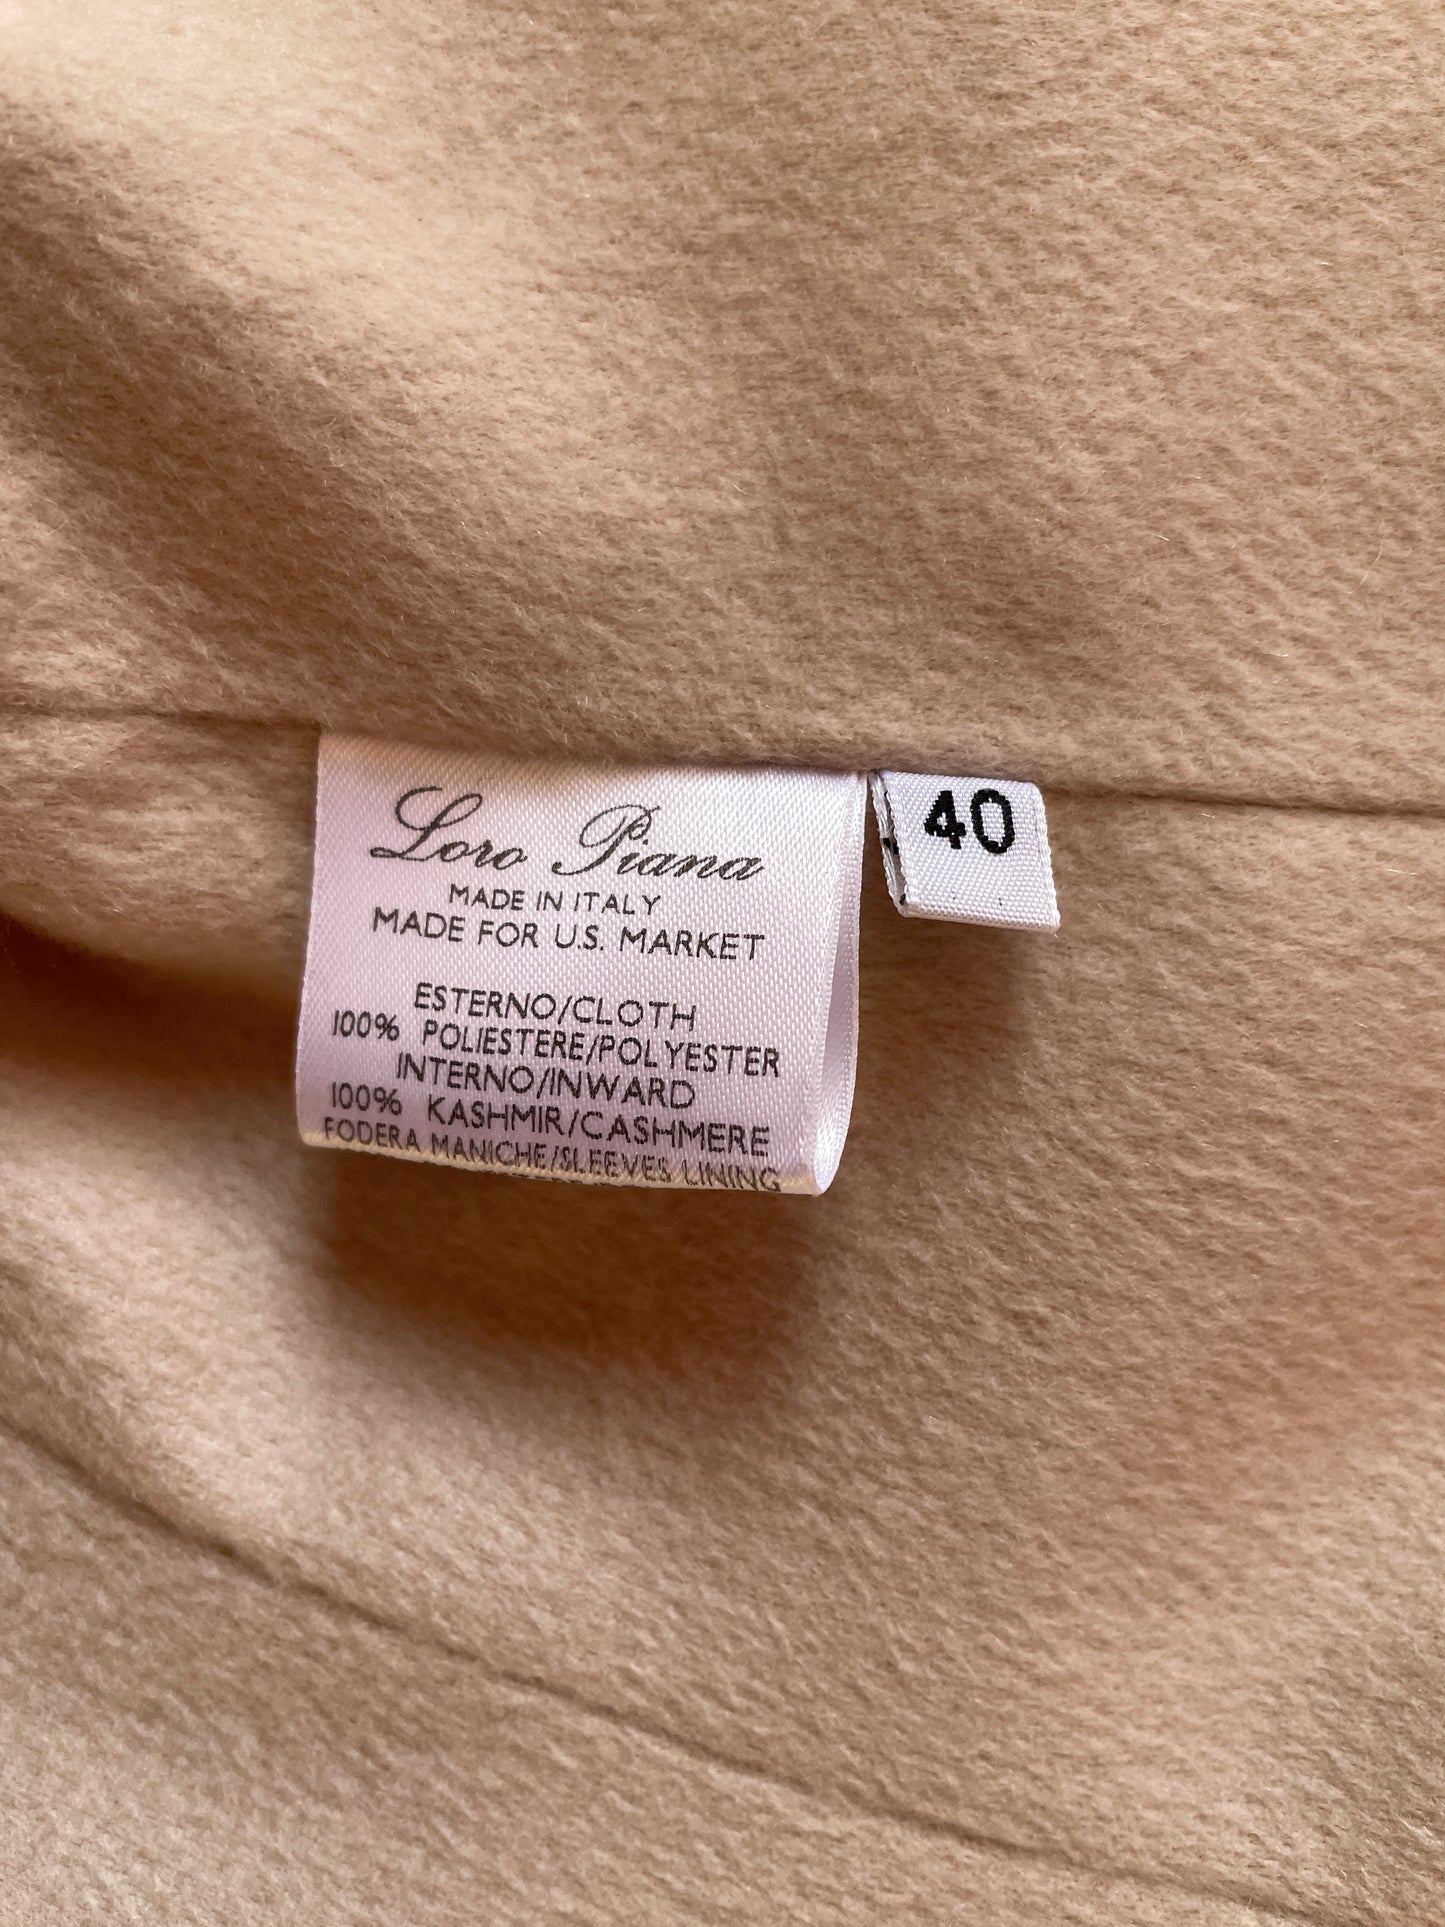 Loro Piana
MADE IN ITALY
MADE FOR U.S. MARKET
ESTERNO/CLOTH
100% POLIESTERE/POLYESTER
INTERNO/INWARD
100% KASHMIR/CASHMERE
FODERA MANICHE/SLEEVES LINING
40